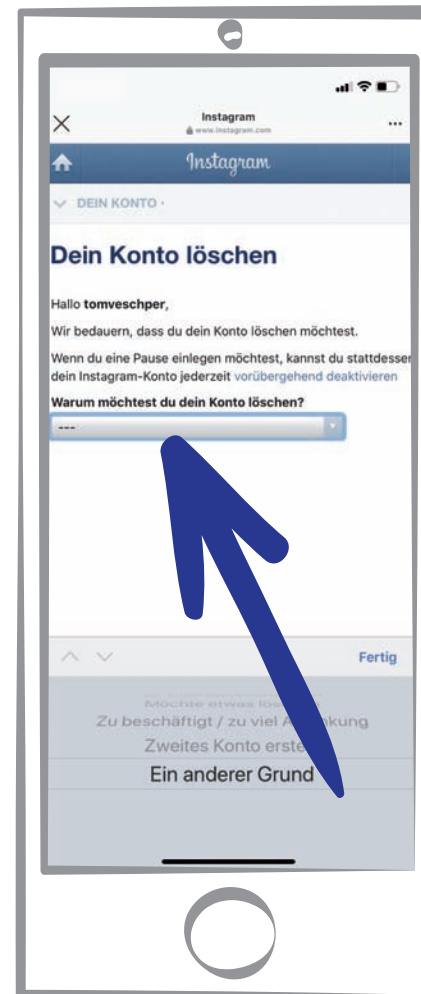 Instagram
www.instagram.com
Instagram
DEIN KONTO ·
Dein Konto löschen
Hallo tomveschper,
Wir bedauern, dass du dein Konto löschen möchtest.
Wenn du eine Pause einlegen möchtest, kannst du stattdessen
dein Instagram-Konto jederzeit vorübergehend deaktivieren
Warum möchtest du dein Konto löschen?
---
Fertig
Möchte etwas
Zu beschäftigt / zu viel
Zweites Konto
Ein anderer Grund